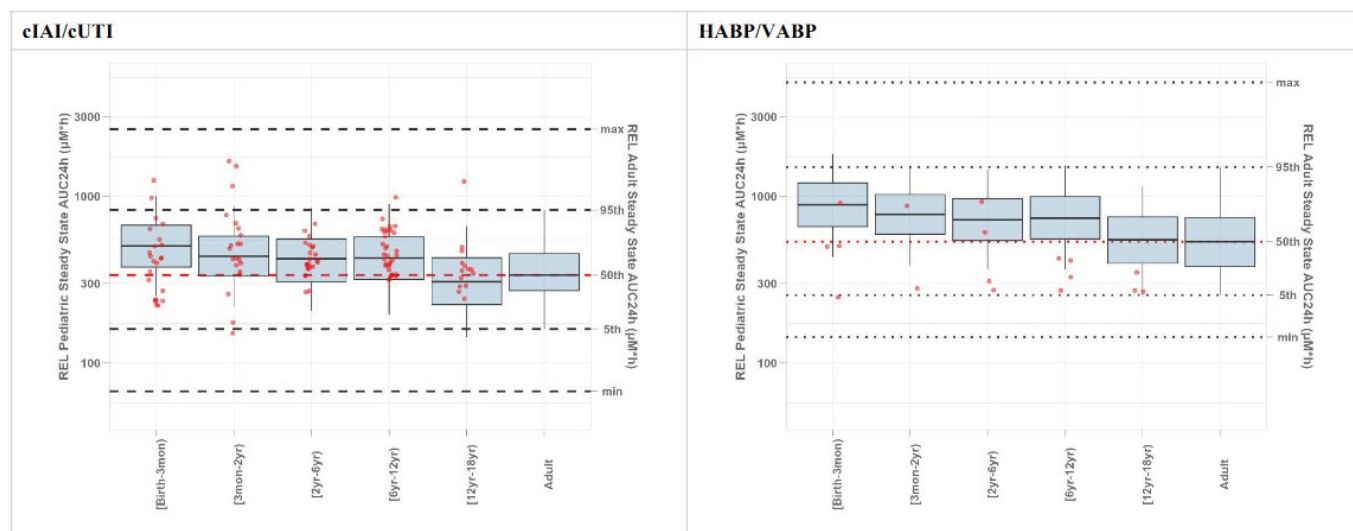 cIAI/cUTI
HABP/VABP
REL Pediatric Steady State AUC24h (µM*h)
3000
1000
300
100
max
95th
50th
5th
min
REL Adult Steady State AUC24h (µM*h)
[Birth-3mon)
[3mon-2yr)
[2yr-6yr)
[6yr-12yr)
[12yr-18yr)
Adult
REL Pediatric Steady State AUC24h (µM*h)
3000
1000
300
100
max
95th
50th
5th
min
REL Adult Steady State AUC24h (µM*h)
[Birth-3mon)
[3mon-2yr)
[2yr-6yr)
[6yr-12yr)
[12yr-18yr)
Adult